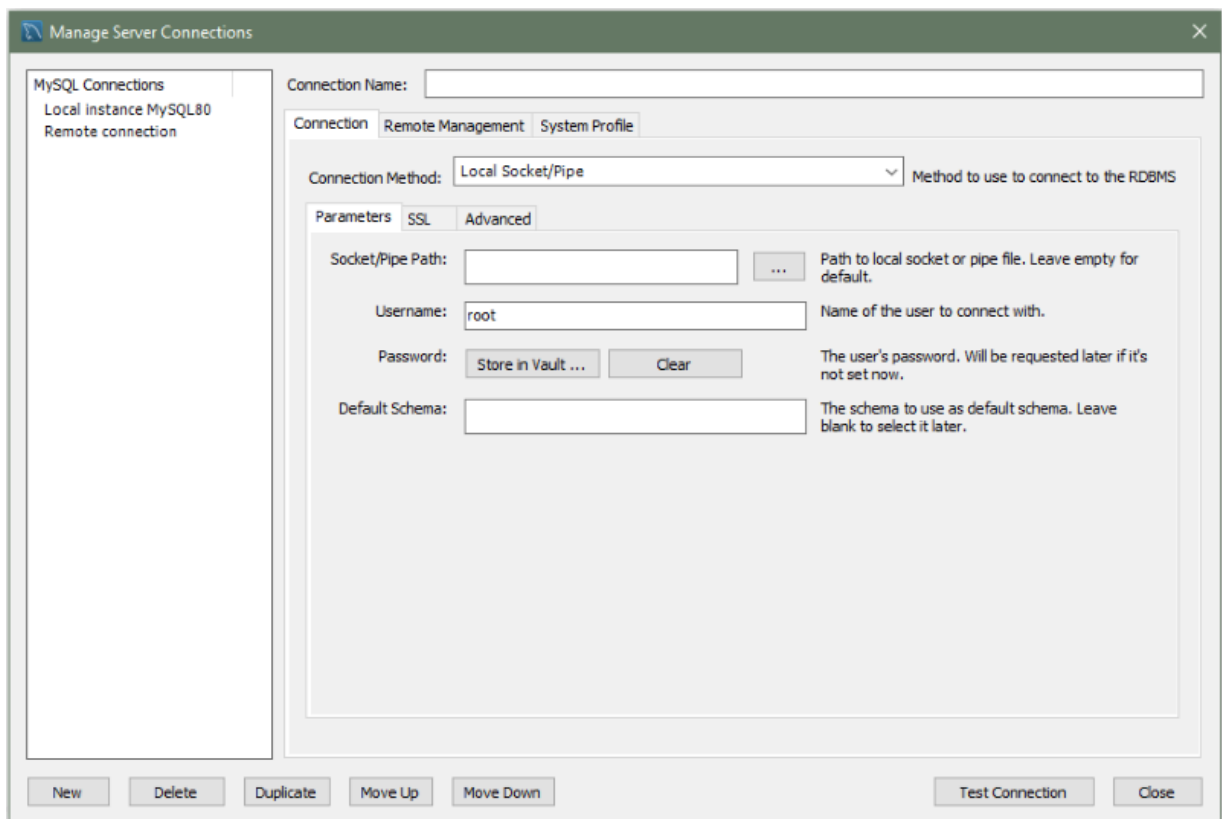 Manage Server Connections
MySQL Connections
Local instance MySQL80
Remote connection
Connection Name:
Connection Remote Management System Profile
Connection Method: Local Socket/Pipe Method to use to connect to the RDBMS
Parameters SSL Advanced
Socket/Pipe Path: ... Path to local socket or pipe file. Leave empty for
default.
Username: root Name of the user to connect with.
Password: Store in Vault ... Clear The user's password. Will be requested later if it's
not set now.
Default Schema: The schema to use as default schema. Leave
blank to select it later.
New Delete Duplicate Move Up Move Down Test Connection Close